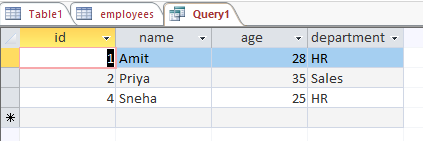 Table1 employees Query1
id name age department
1 Amit 28 HR
2 Priya 35 Sales
4 Sneha 25 HR